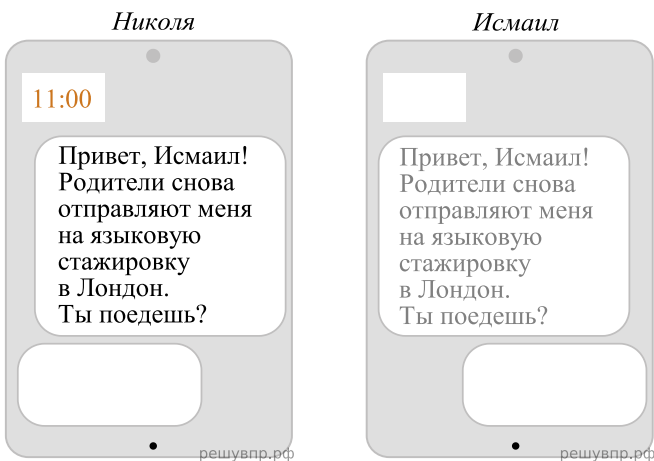 Николя
Исмаил
11:00
Привет, Исмаил!
Родители снова
отправляют меня
на языковую
стажировку
в Лондон.
Ты поедешь?
Привет, Исмаил!
Родители снова
отправляют меня
на языковую
стажировку
в Лондон.
Ты поедешь?
решувпр.рф
решувпр.рф